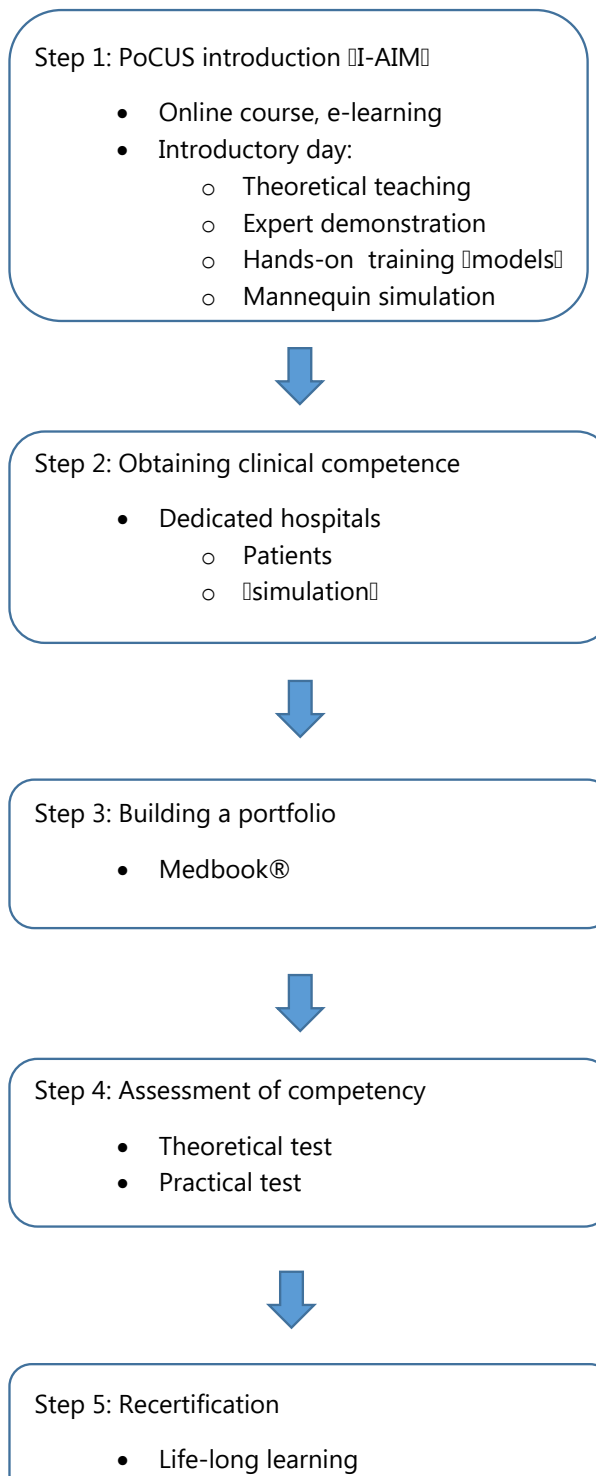 Step 1: PoCUS introduction ▯I-AIM▯
• Online course, e-learning
• Introductory day:
o Theoretical teaching
o Expert demonstration
o Hands-on training ▯models▯
o Mannequin simulation
Step 2: Obtaining clinical competence
• Dedicated hospitals
o Patients
o ▯simulation▯
Step 3: Building a portfolio
• Medbook®
Step 4: Assessment of competency
• Theoretical test
• Practical test
Step 5: Recertification
• Life-long learning